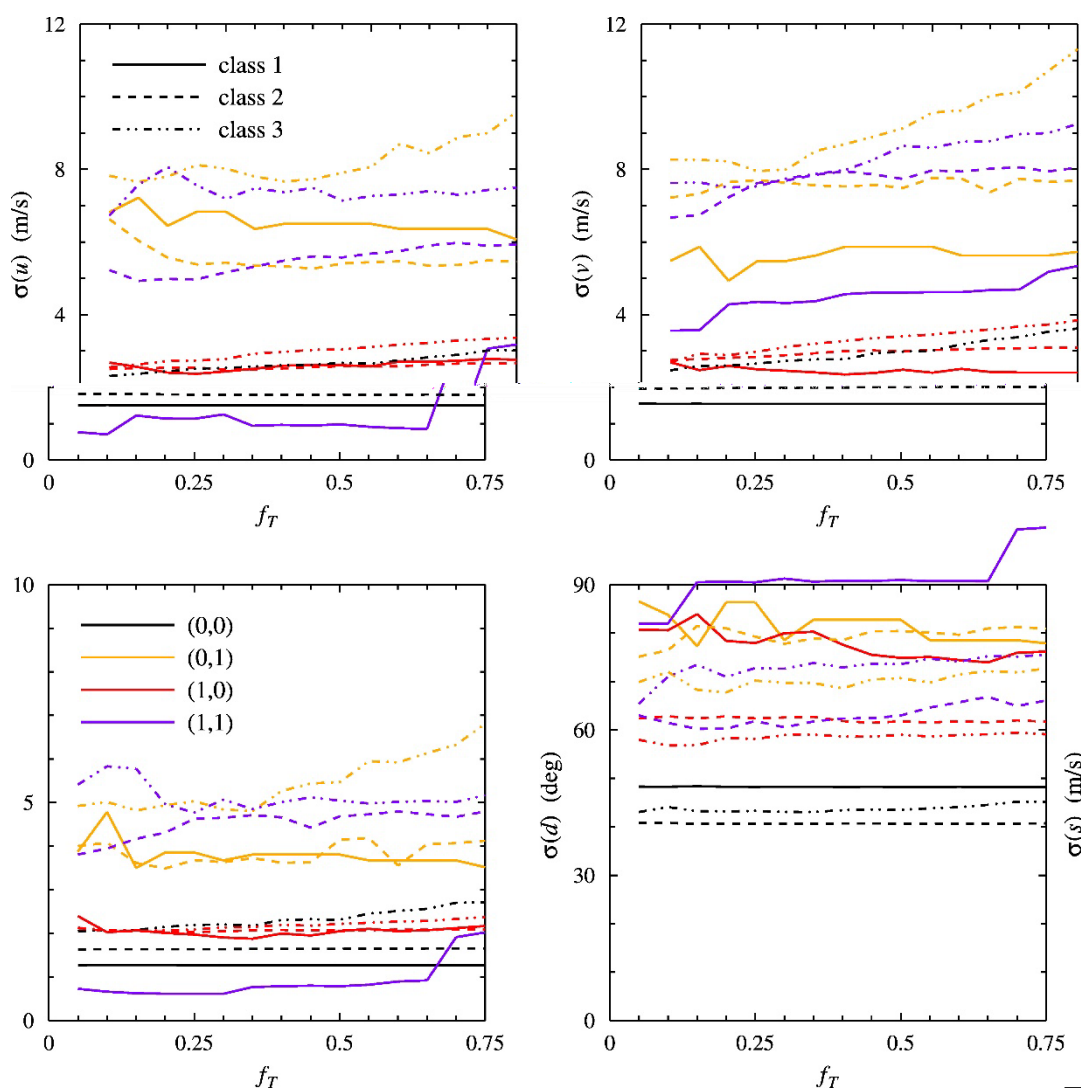 12
8
4
0
σ(u) (m/s)
class 1
class 2
class 3
0 0.25 0.5 0.75
f_T
12
8
4
0
σ(v) (m/s)
0 0.25 0.5 0.75
f_T
10
5
0
(0,0)
(0,1)
(1,0)
(1,1)
0 0.25 0.5 0.75
f_T
90
60
30
0
σ(d) (deg)
0 0.25 0.5 0.75
f_T
σ(s) (m/s)